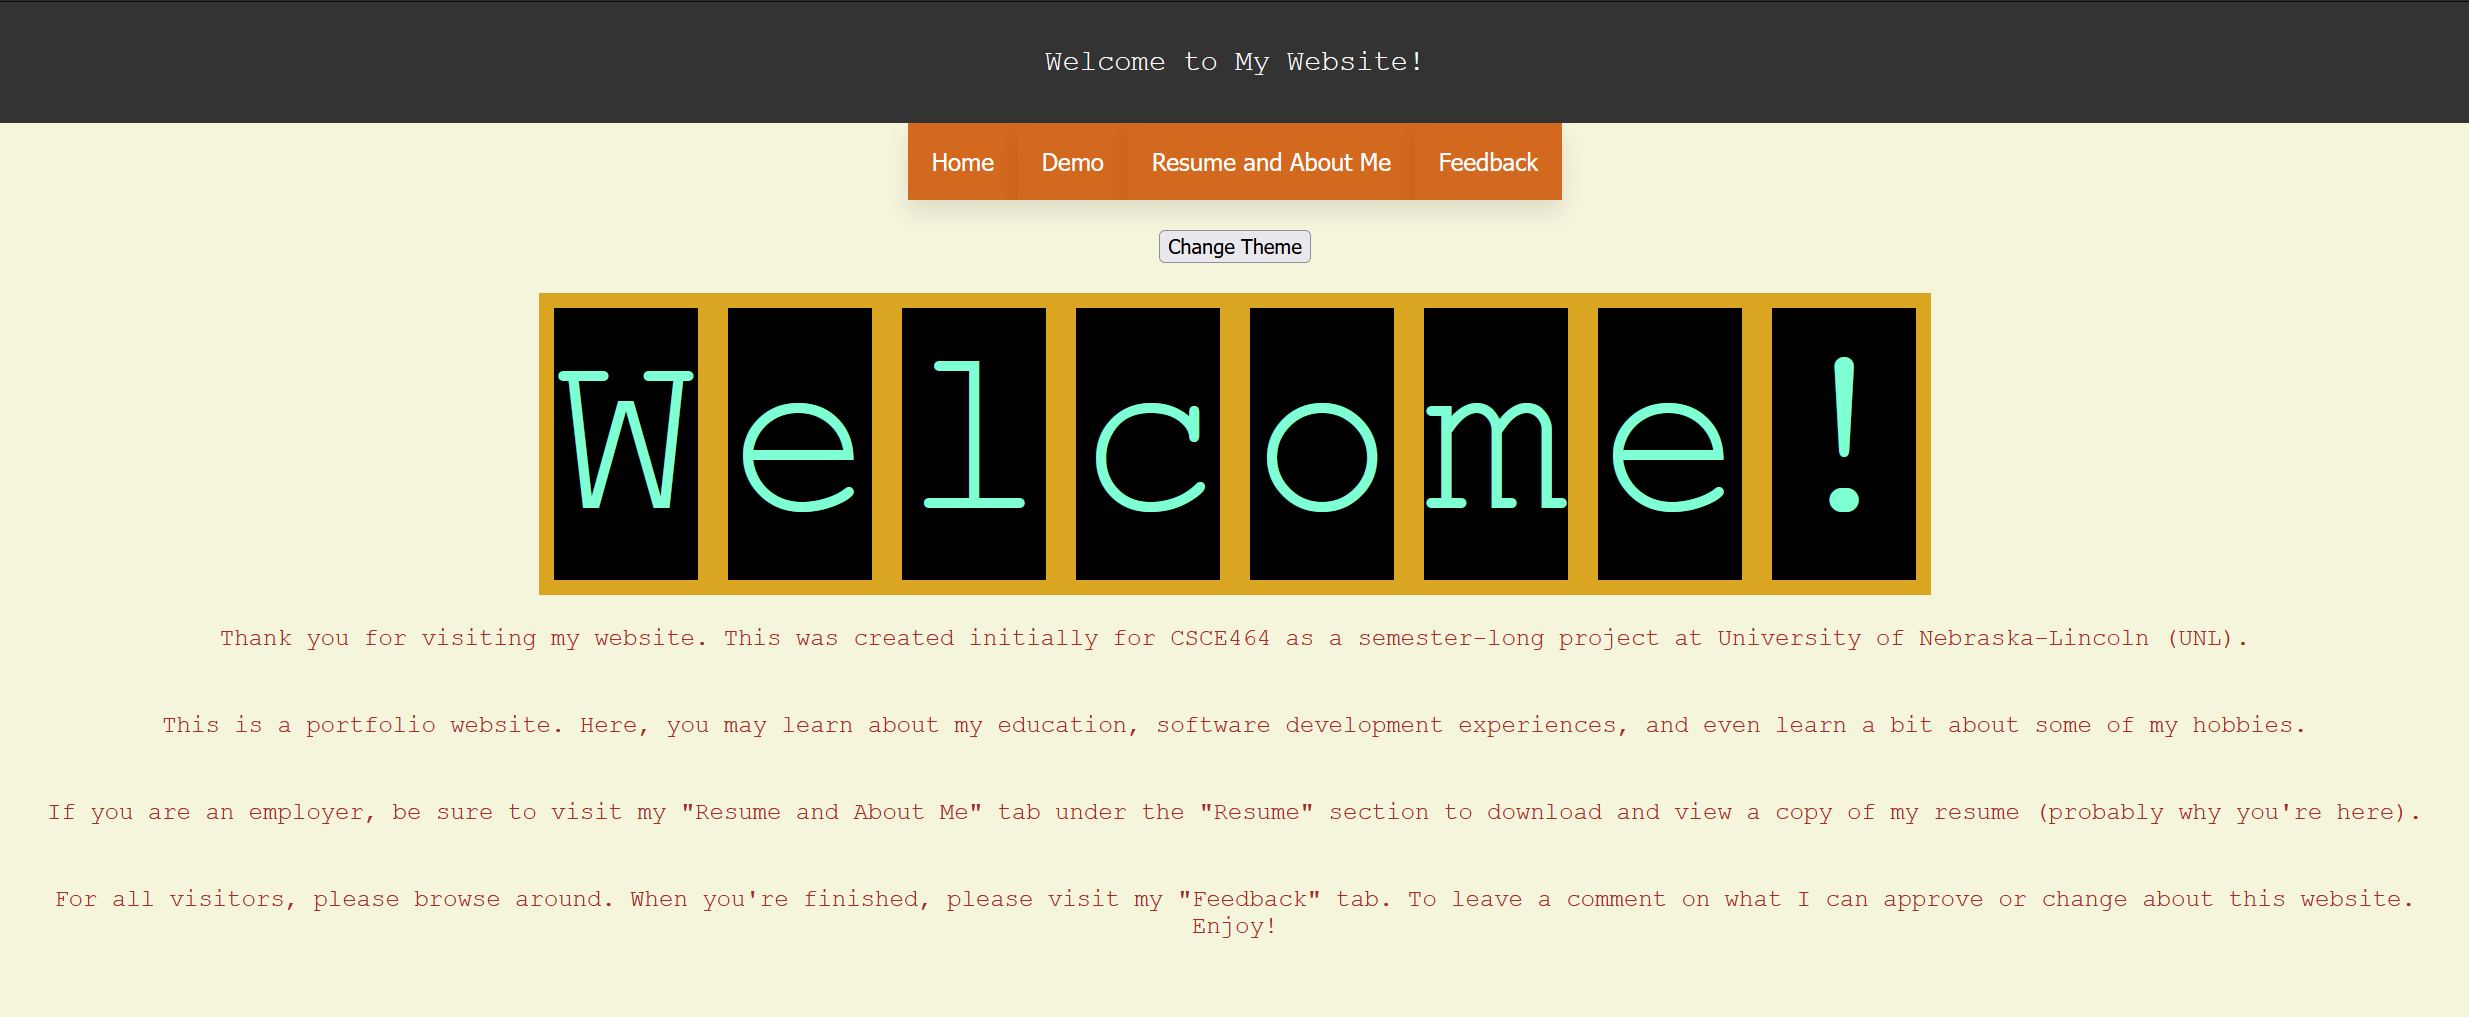 Welcome to My Website!
Home Demo Resume and About Me Feedback
Change Theme
Welcome!
Thank you for visiting my website. This was created initially for CSCE464 as a semester-long project at University of Nebraska-Lincoln (UNL).
This is a portfolio website. Here, you may learn about my education, software development experiences, and even learn a bit about some of my hobbies.
If you are an employer, be sure to visit my "Resume and About Me" tab under the "Resume" section to download and view a copy of my resume (probably why you're here).
For all visitors, please browse around. When you're finished, please visit my "Feedback" tab. To leave a comment on what I can approve or change about this website.
Enjoy!